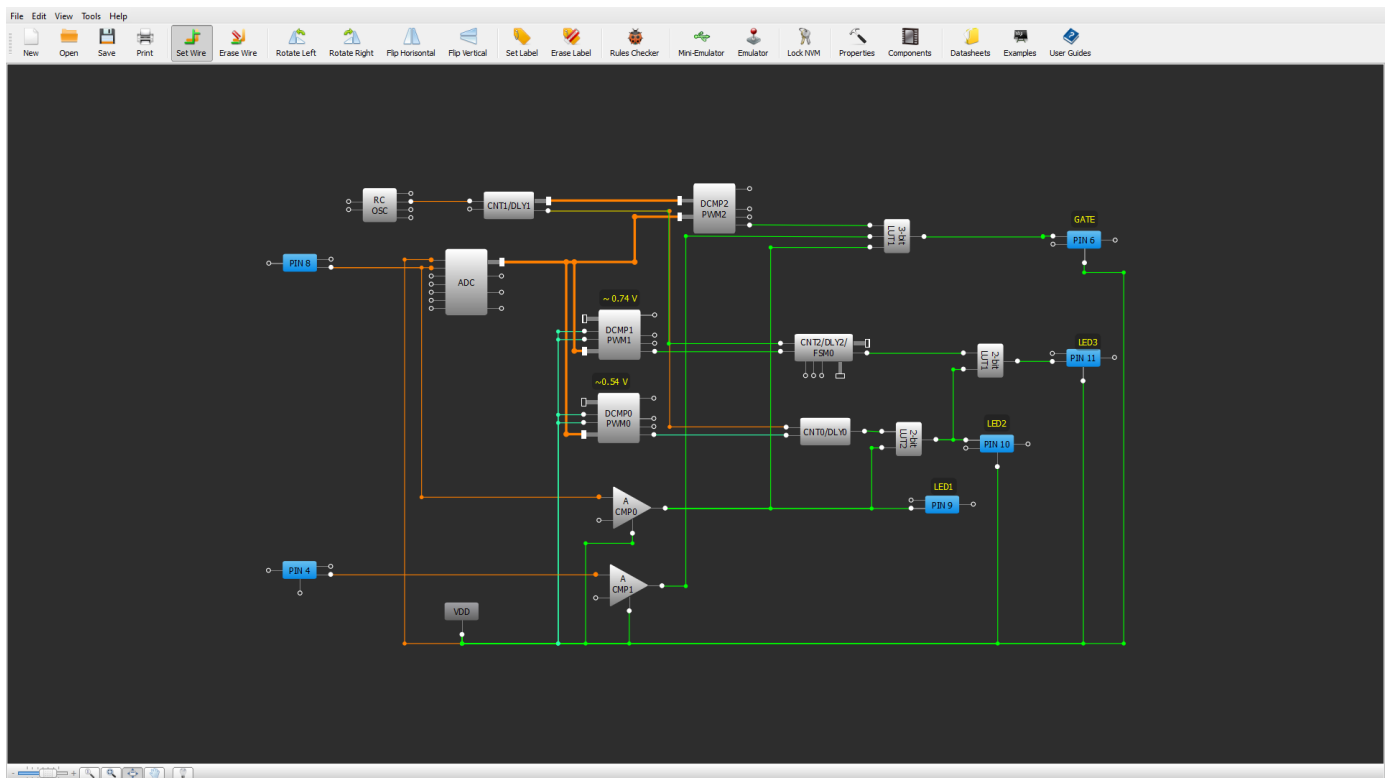 File Edit View Tools Help
New Open Save Print Set Wire Erase Wire Rotate Left Rotate Right Flip Horisontal Flip Vertical Set Label Erase Label Rules Checker Mini-Emulator Emulator Lock NVM Properties Components Datasheets Examples User Guides
RC
OSC
CNT1/DLY1
DCMP2
PWM2
3-bit
LUT1
GATE
PIN 6
PIN 8
ADC
~ 0.74 V
DCMP1
PWM1
CNT2/DLY2/
FSM0
2-bit
LUT1
LED3
PIN 11
~0.54 V
DCMP0
PWM0
CNT0/DLY0
2-bit
LUT2
LED2
PIN 10
LED1
PIN 9
A
CMP0
PIN 4
A
CMP1
VDD
- +